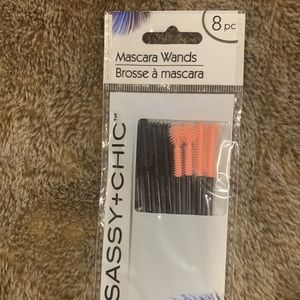 8 pc
Mascara Wands
Brosse à mascara
SASSY+CHIC™